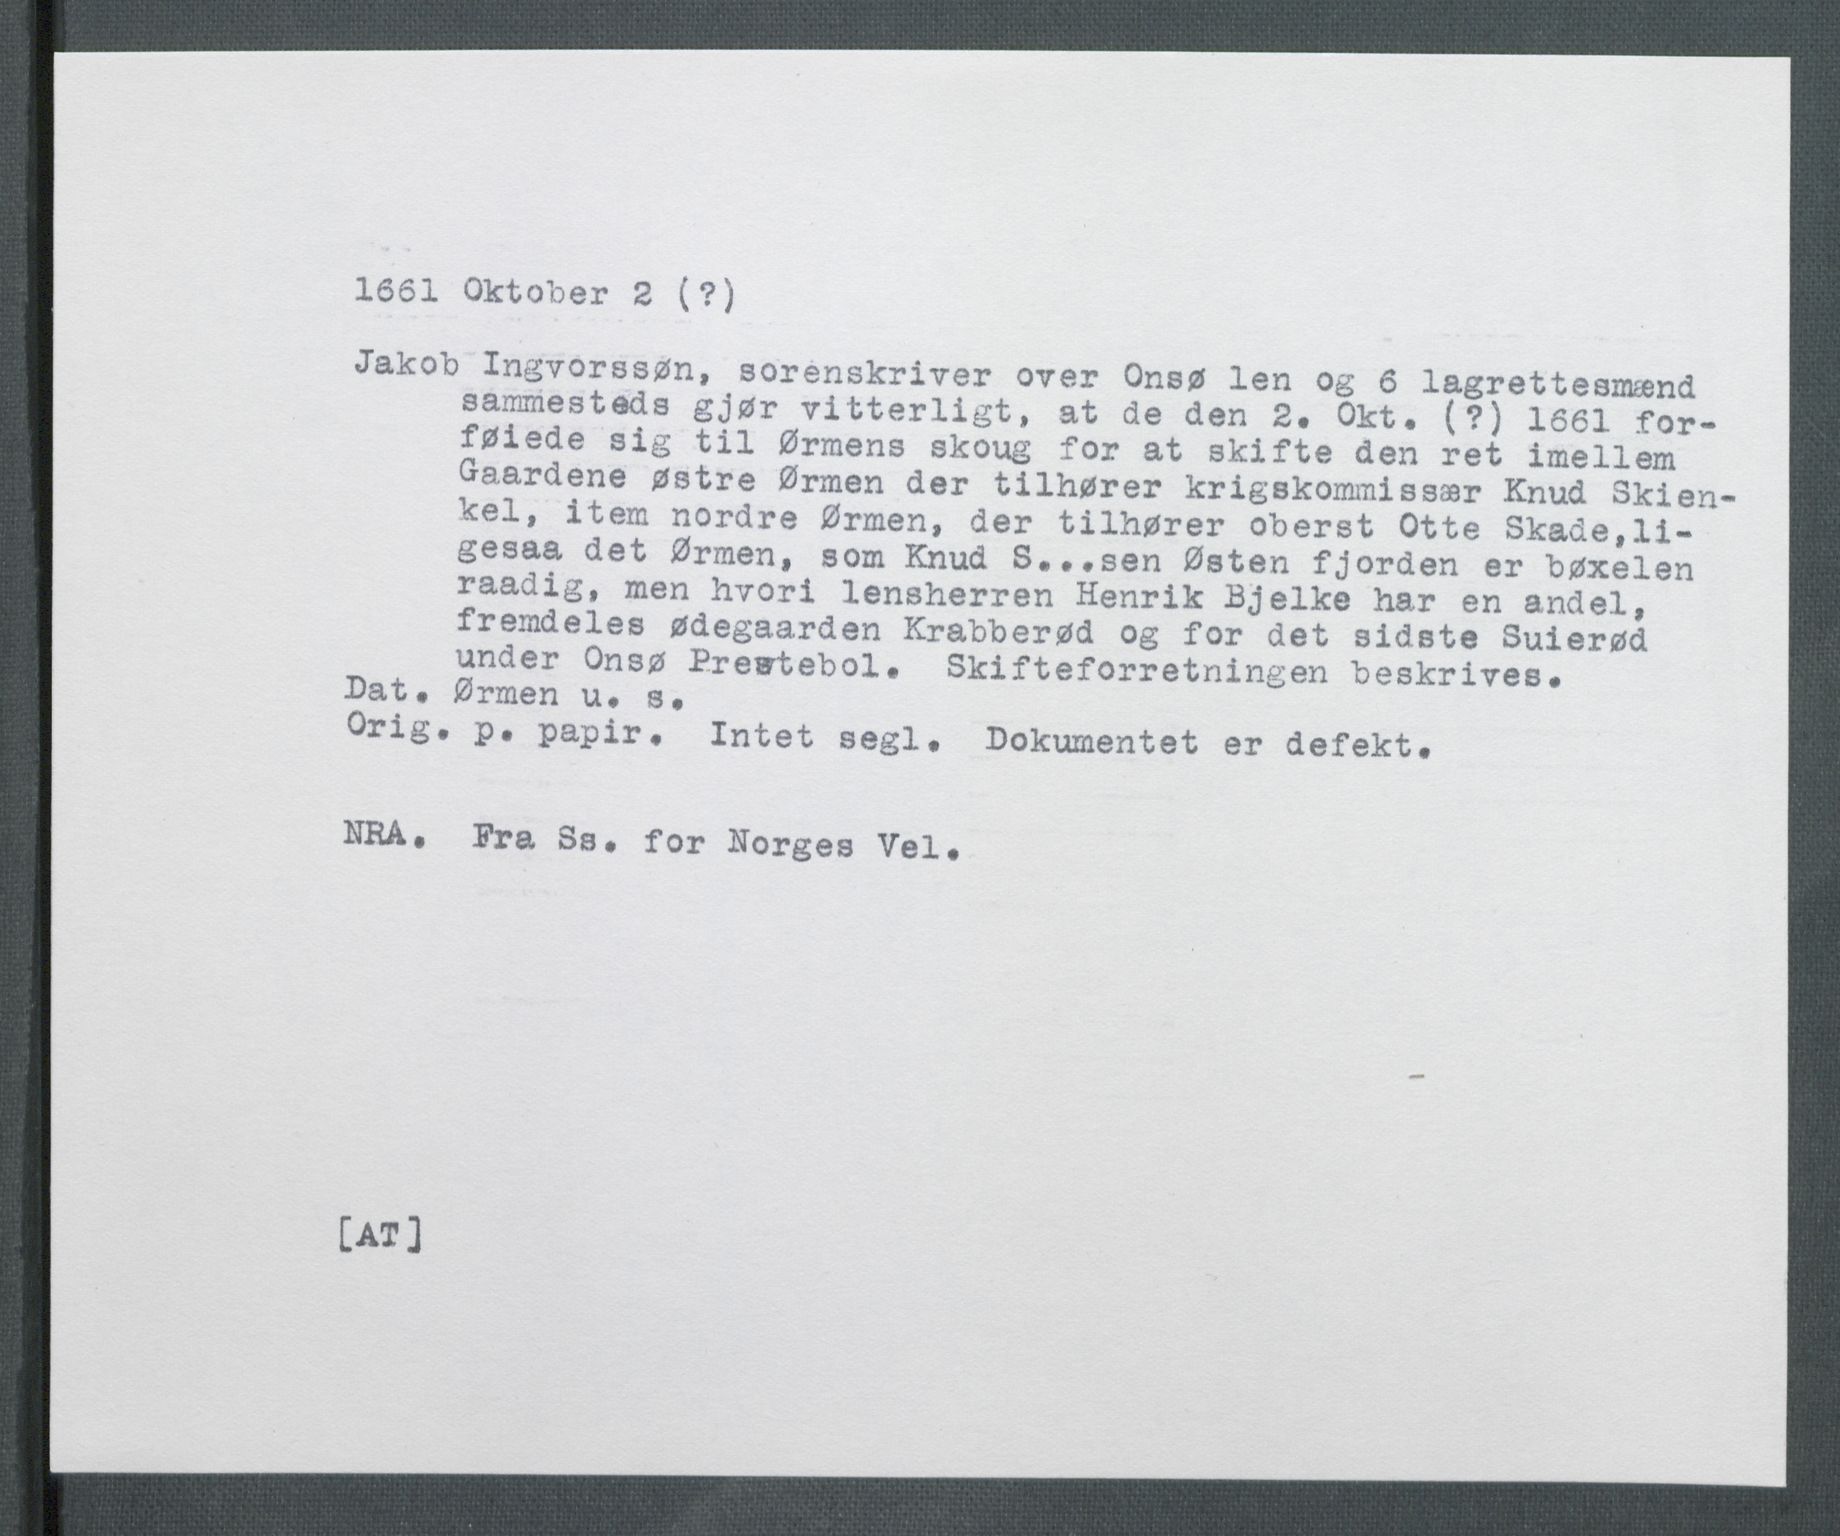 1661 Oktober 2 (?)
Jakob Ingvorssøn, sorenskriver over Onsø len og 6 lagrettesmænd
sammesteds gjør vitterligt, at de den 2. Okt. (?) 1661 for-
føiede sig til Ørmens skoug for at skifte den ret imellem
Gaardene østre Ørmen der tilhører krigskommissær Knud Skien-
kel, item nordre Ørmen, der tilhører oberst Otte Skade,li-
gesaa det Ørmen, som Knud S...sen Østen fjorden er bøxelen
raadig, men hvori lensherren Henrik Bjelke har en andel,
fremdeles ødegaarden Krabberød og for det sidste Suierød
under Onsø Prestebol. Skifteforretningen beskrives.
Dat. Ørmen u. s.
Orig. p. papir. Intet segl. Dokumentet er defekt.
NRA. Fra Ss. for Norges Vel.
[AT]